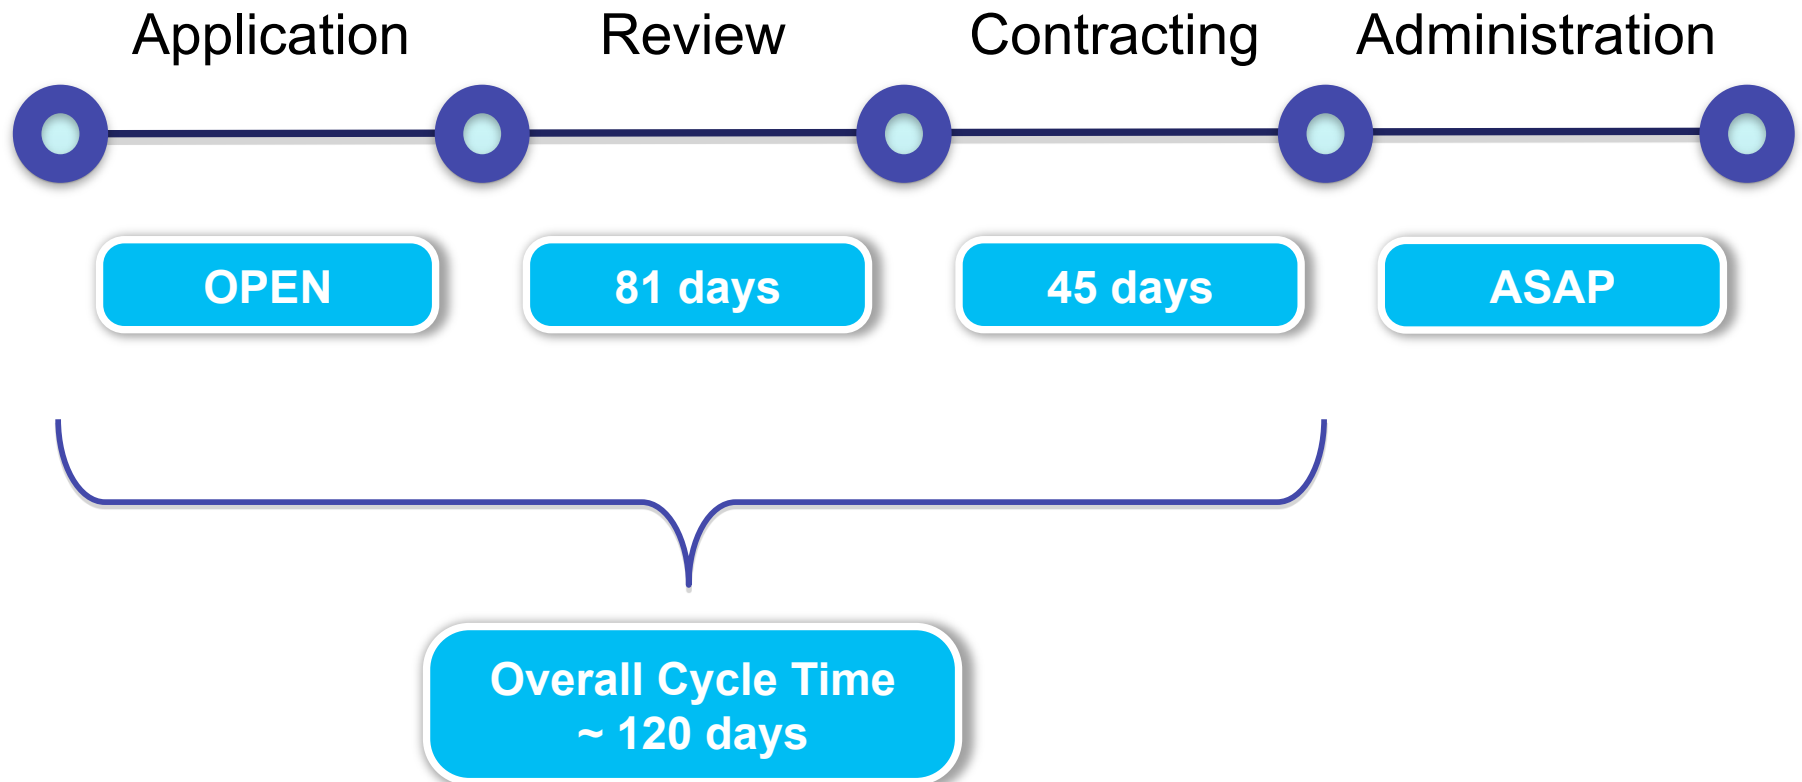 Application
Review
Contracting
Administration
OPEN
81 days
45 days
ASAP
Overall Cycle Time
~ 120 days